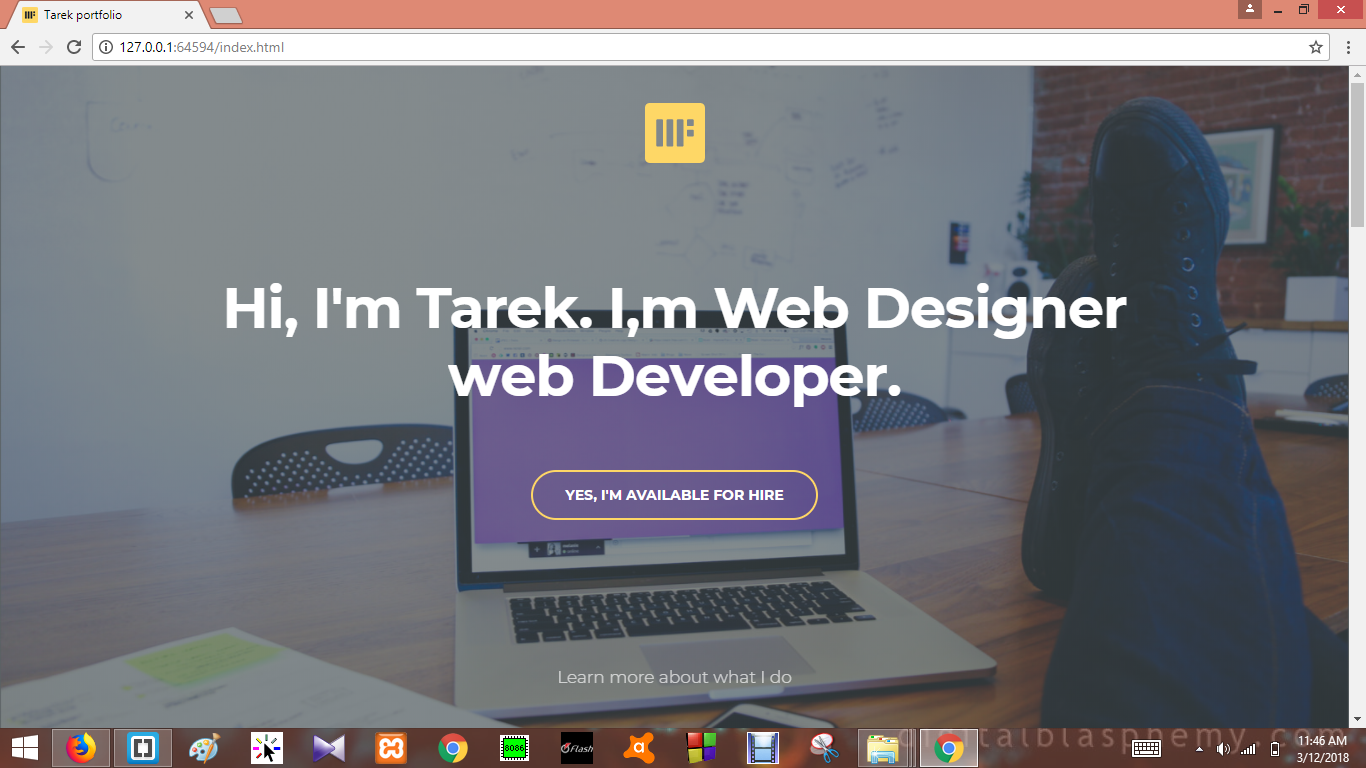 Tarek portfolio
127.0.0.1:64594/index.html
Hi, I'm Tarek. I,m Web Designer
web Developer.
YES, I'M AVAILABLE FOR HIRE
Learn more about what I do
8086
Flash
digitalblasphemy.co
11:46 AM
3/12/2018